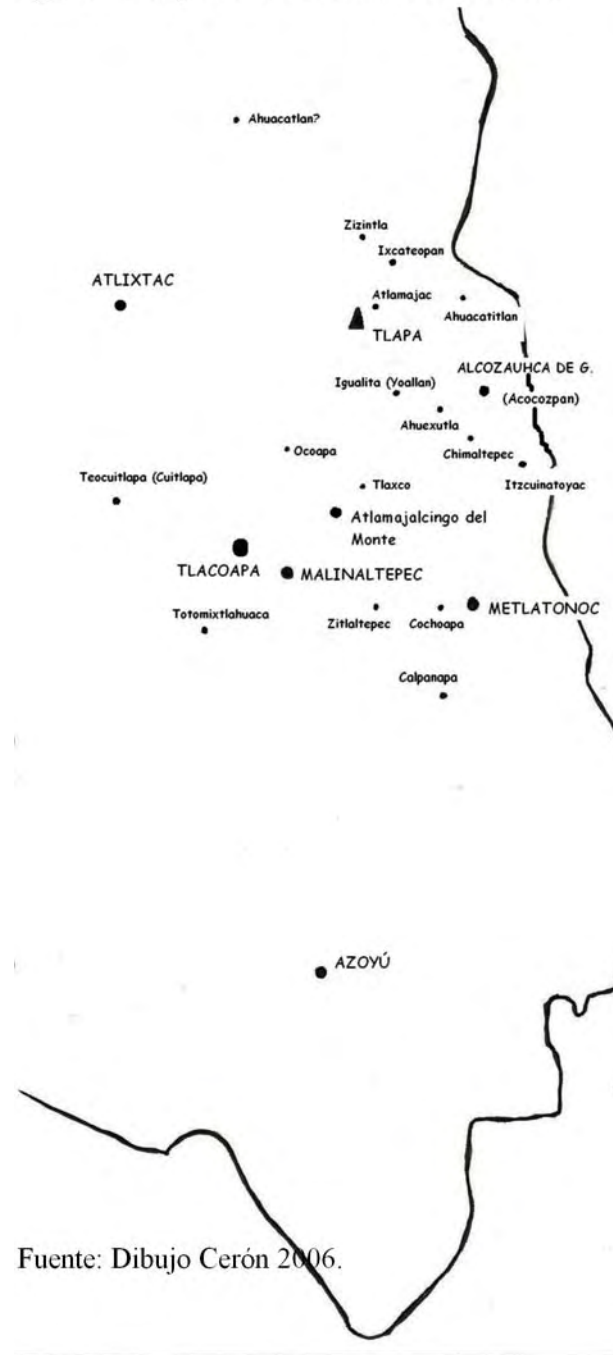 Ahuacatlan?
Zizintla
Ixcateopan
ATLIXTAC
Atlamajac
Ahuacatitlan
TLAPA
ALCOZAUHCA DE G.
Igualita (Yoallan)
(Acocozpan)
Ahuexutla
Ocoapa
Chimaltepec
Teocuitlapa (Cuitlapa)
Tlaxco
Itzcuinatoyac
Atlamajalcingo del
Monte
TLACOAPA
MALINALTEPEC
Totomixtlahuaca
Zitlaltepec
Cochoapa
METLATONOC
Calpanapa
AZOYÚ
Fuente: Dibujo Cerón 2006.